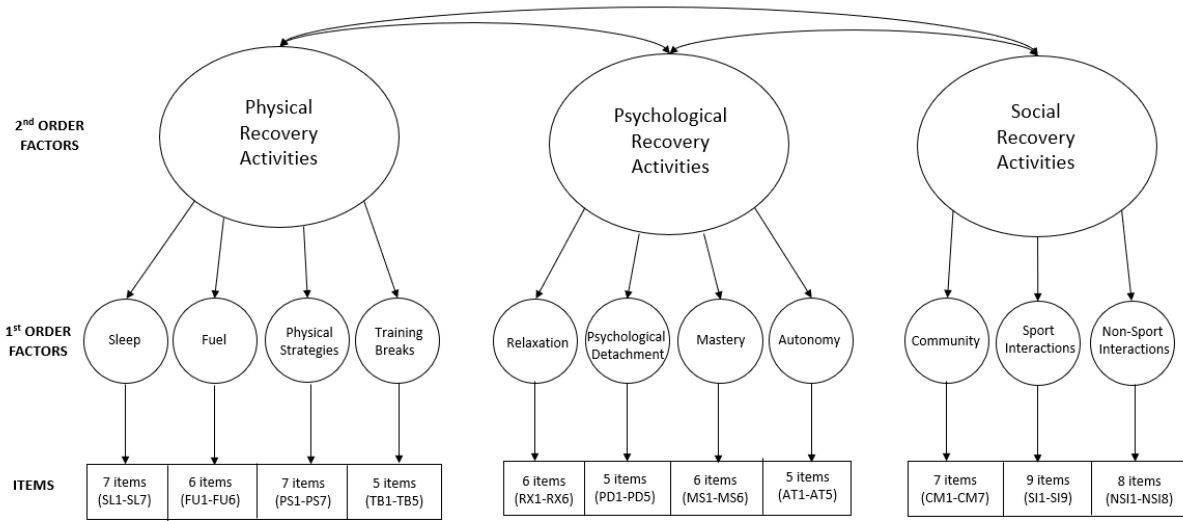 2nd ORDER
FACTORS
Physical
Recovery
Activities
Psychological
Recovery
Activities
Social
Recovery
Activities
1st ORDER
FACTORS
Sleep
Fuel
Physical
Strategies
Training
Breaks
Relaxation
Psychological
Detachment
Mastery
Autonomy
Community
Sport
Interactions
Non-Sport
Interactions
ITEMS
7 items
(SL1-SL7)
6 items
(FU1-FU6)
7 items
(PS1-PS7)
5 items
(TB1-TB5)
6 items
(RX1-RX6)
5 items
(PD1-PD5)
6 items
(MS1-MS6)
5 items
(AT1-AT5)
7 items
(CM1-CM7)
9 items
(SI1-SI9)
8 items
(NSI1-NSI8)